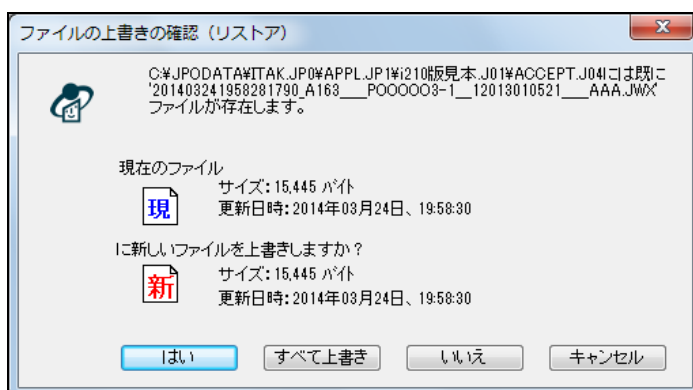 ファイルの上書きの確認（リストア）
C:¥JPODATA¥ITAK.JP0¥APPL.JP1¥i210版見本.J01¥ACCEPT.J04には既に
'201403241958281790_A163___P000003-1__12013010521___AAA.JWX'
ファイルが存在します。
現在のファイル
現
サイズ：15,445 バイト
更新日時：2014年03月24日、19:58:30
に新しいファイルを上書きしますか？
新
サイズ：15,445 バイト
更新日時：2014年03月24日、19:58:30
はい
すべて上書き
いいえ
キャンセル